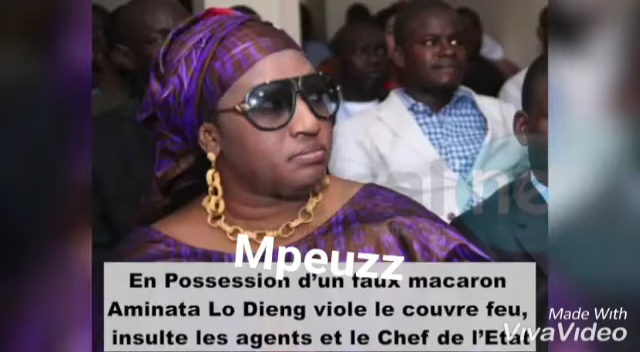 Mpeuzz
En Possession d'un faux macaron
Aminata Lo Dieng viole le couvre feu,
insulte les agents et le Chef de l'Etat
Made With
VivaVideo